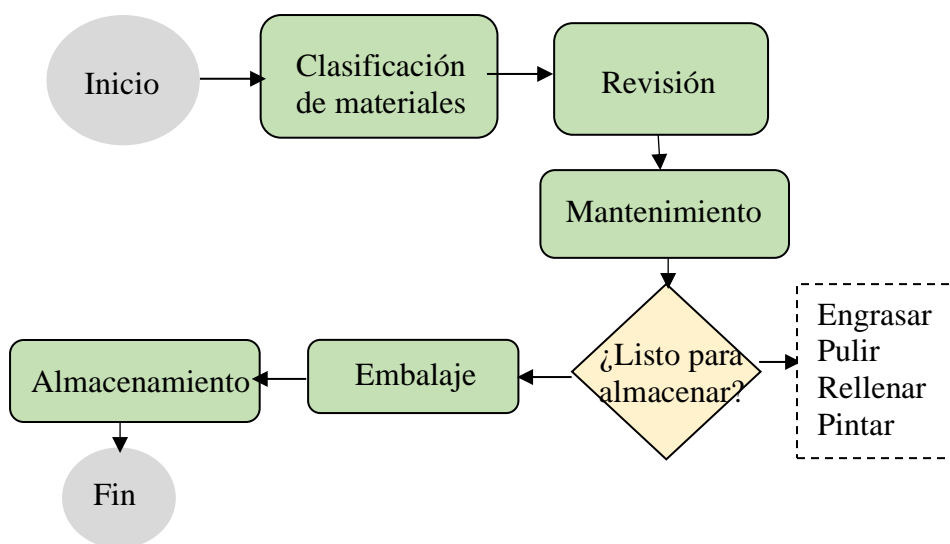 Inicio
Clasificación
de materiales
Revisión
Mantenimiento
¿Listo para
almacenar?
Engrasar
Pulir
Rellenar
Pintar
Embalaje
Almacenamiento
Fin